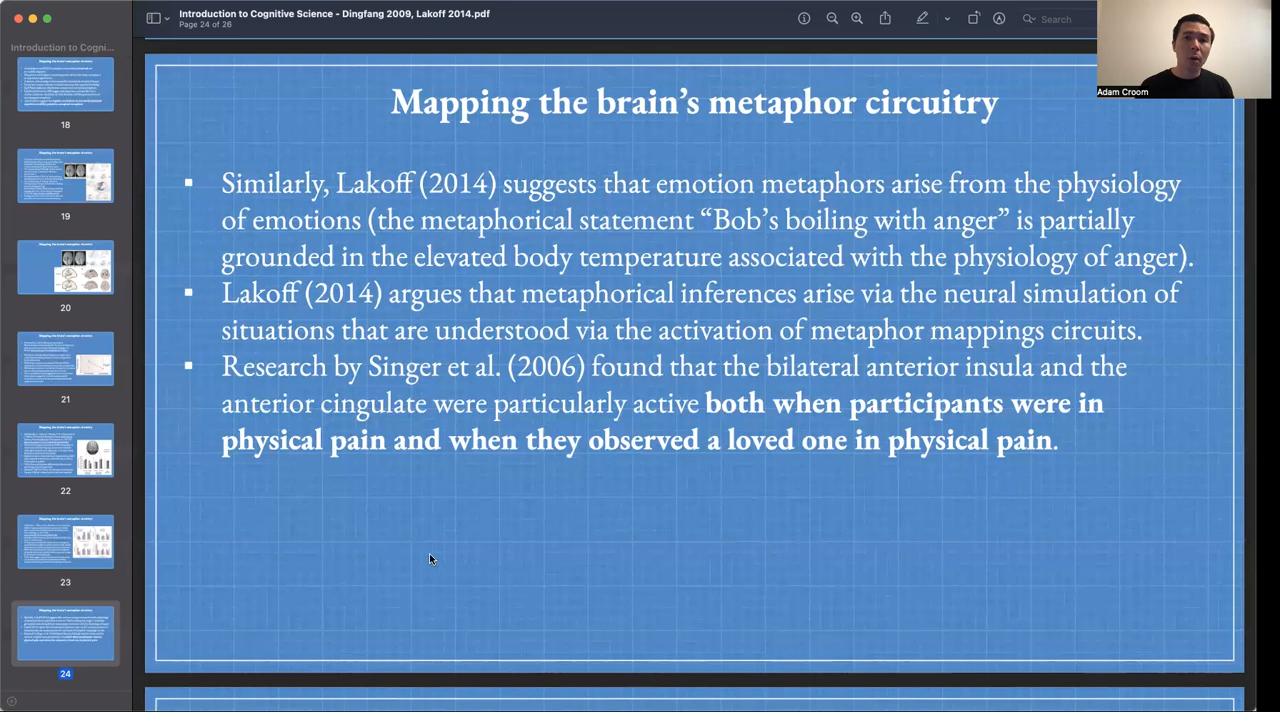 Introduction to Cognitive Science - Dingfang 2009, Lakoff 2014.pdf
Page 24 of 26
Search
Adam Croom
Introduction to Cogni...
18
19
20
21
22
23
24
Mapping the brain’s metaphor circuitry
▪ Similarly, Lakoff (2014) suggests that emotion metaphors arise from the physiology
of emotions (the metaphorical statement “Bob’s boiling with anger” is partially
grounded in the elevated body temperature associated with the physiology of anger).
▪ Lakoff (2014) argues that metaphorical inferences arise via the neural simulation of
situations that are understood via the activation of metaphor mappings circuits.
▪ Research by Singer et al. (2006) found that the bilateral anterior insula and the
anterior cingulate were particularly active both when participants were in
physical pain and when they observed a loved one in physical pain.